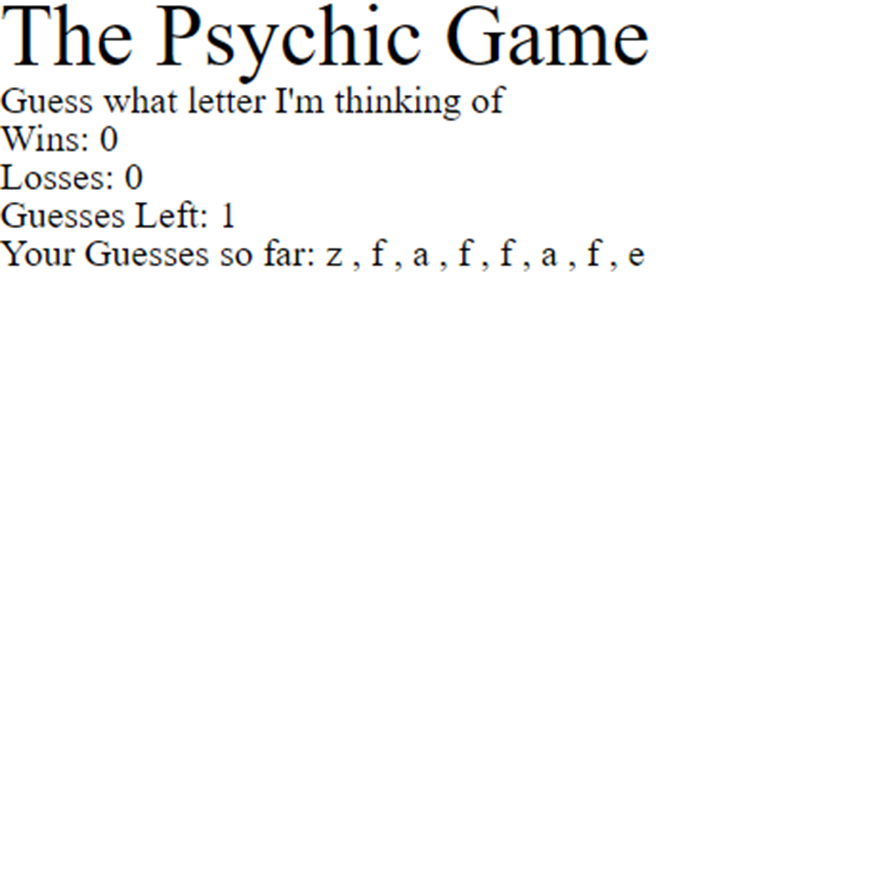 The Psychic Game
Guess what letter I'm thinking of
Wins: 0
Losses: 0
Guesses Left: 1
Your Guesses so far: z , f , a , f , f , a , f , e